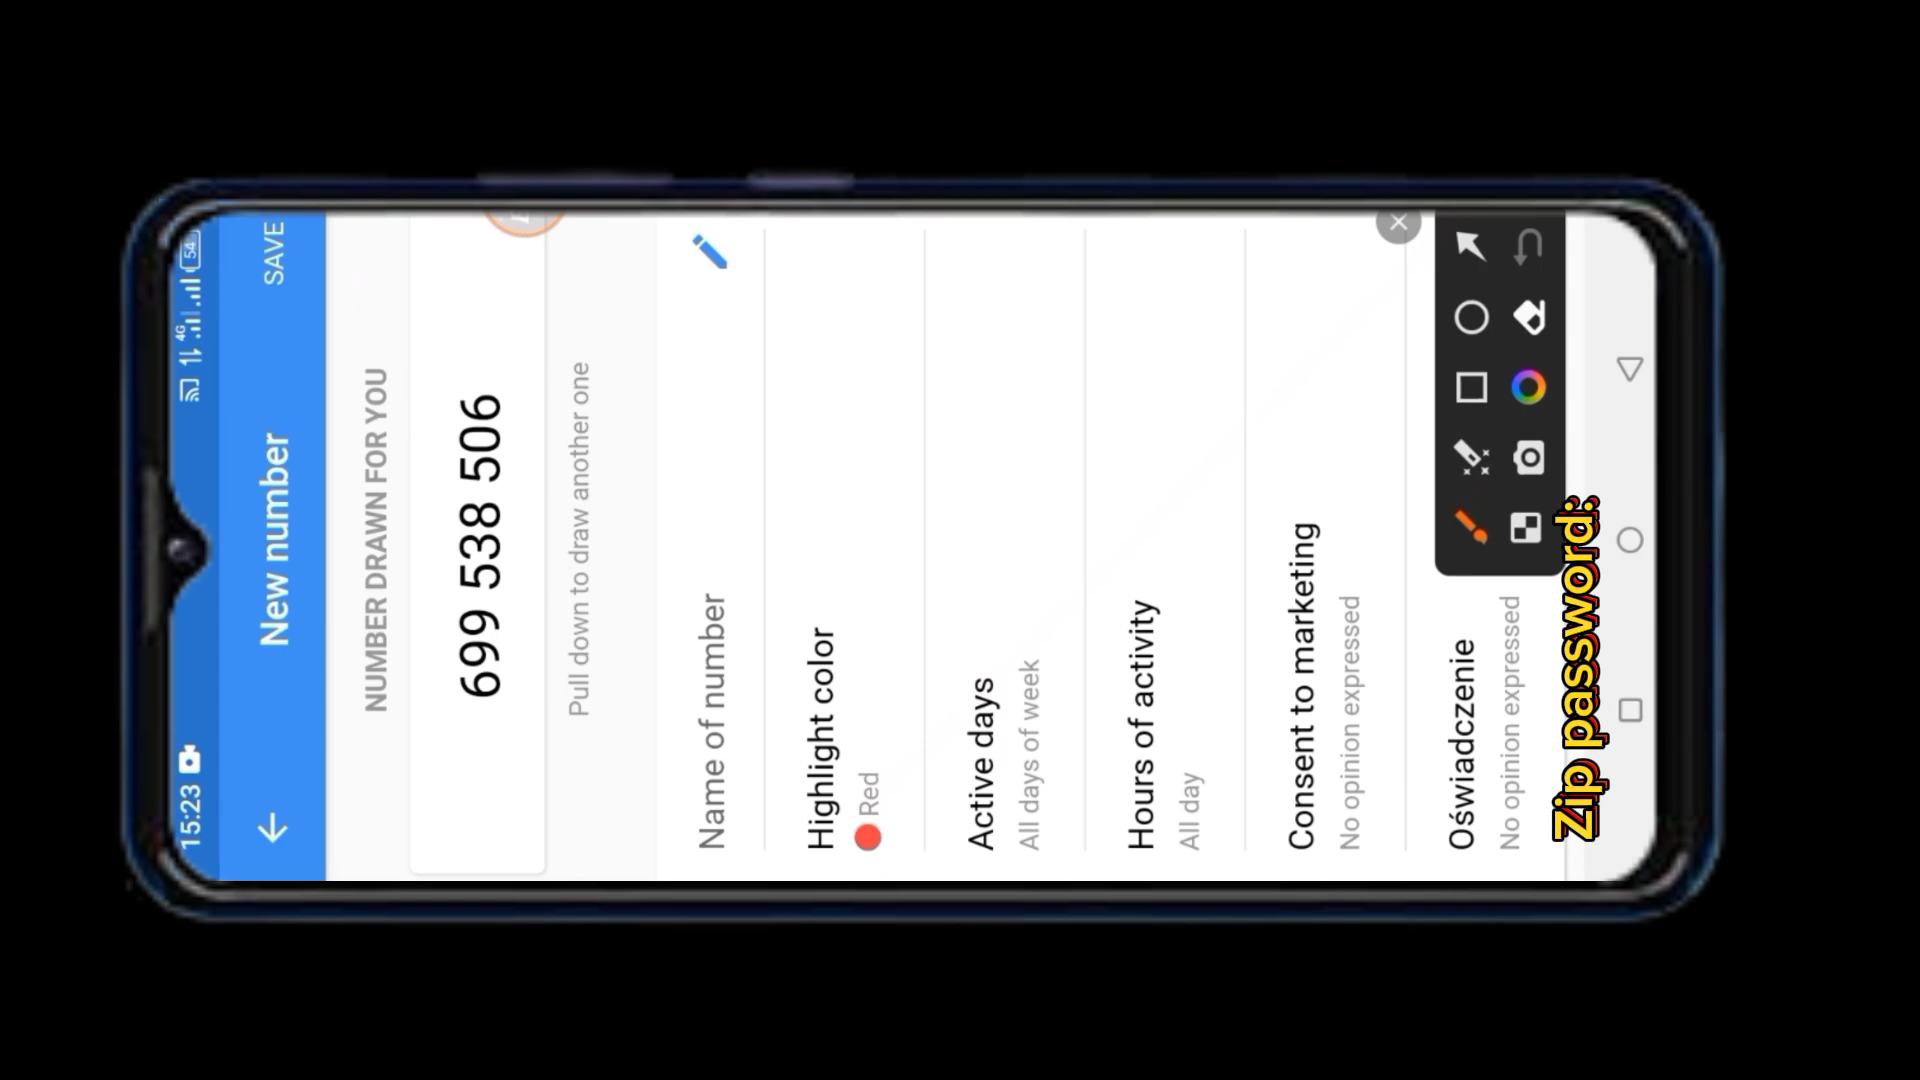 15:23 4G 54
New number SAVE
NUMBER DRAWN FOR YOU
699 538 506
Pull down to draw another one
Name of number
Highlight color
Red
Active days
All days of week
Hours of activity
All day
Consent to marketing
No opinion expressed
Oświadczenie
No opinion expressed
Zip password: